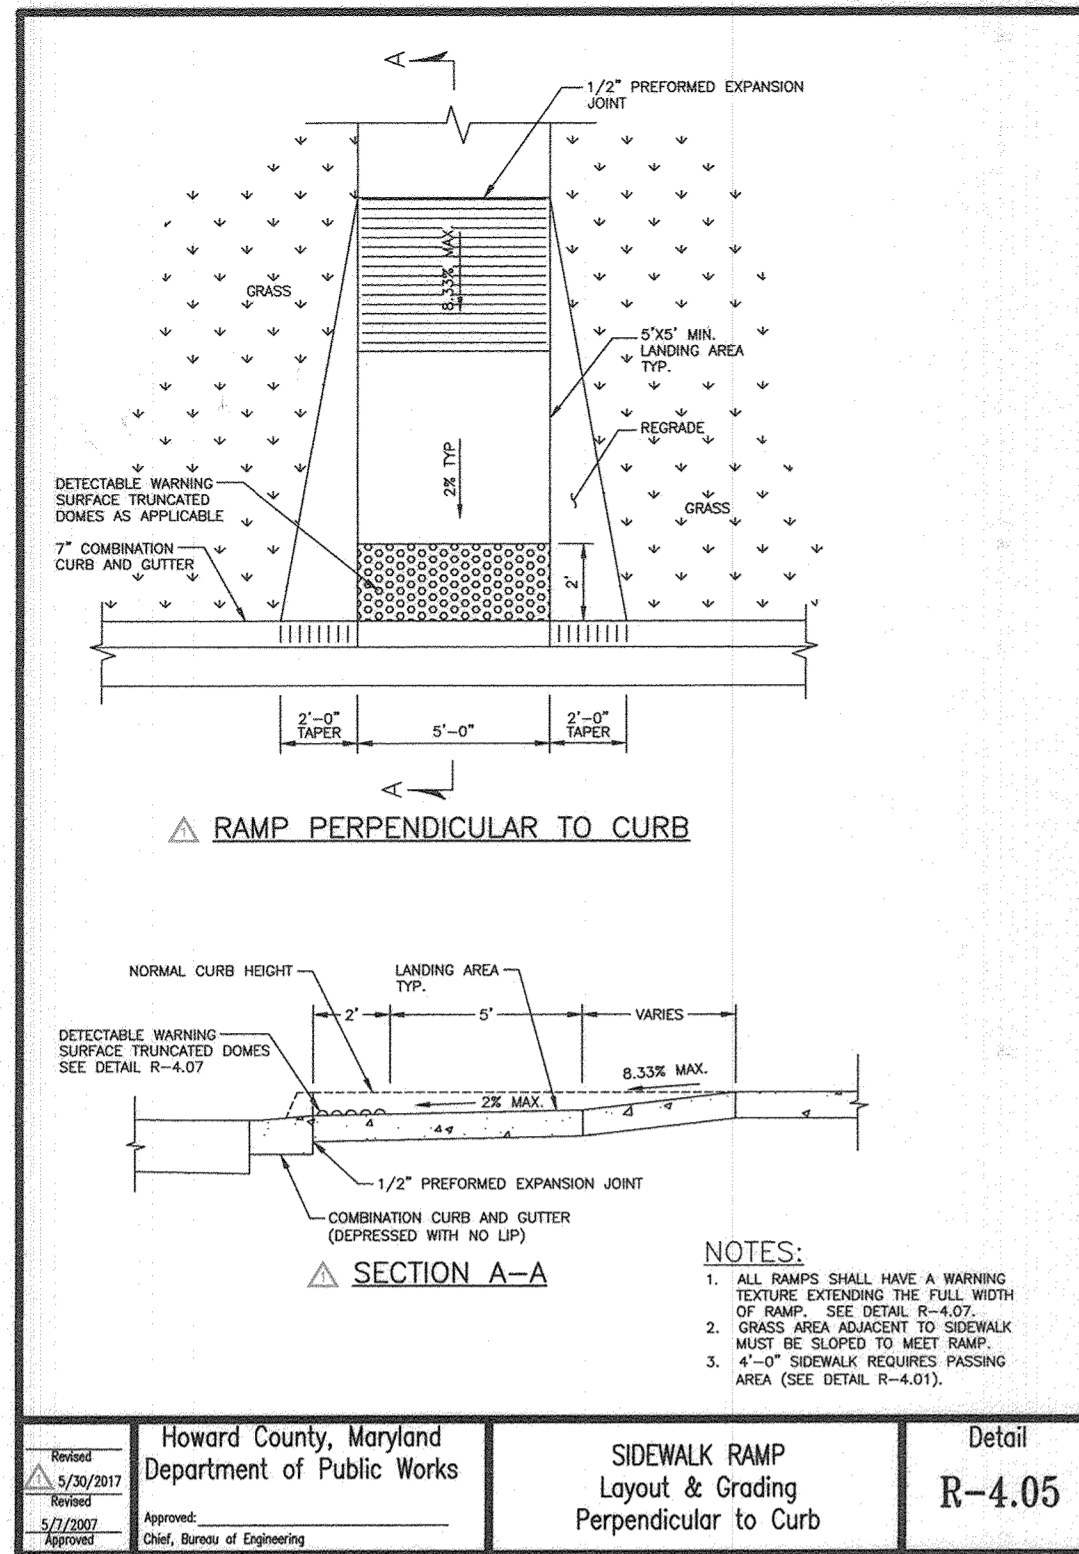 A
1/2" PREFORMED EXPANSION
JOINT
8.33% MAX.
GRASS
5'X5' MIN.
LANDING AREA
TYP.
REGRADE
2% TYP
DETECTABLE WARNING
SURFACE TRUNCATED
DOMES AS APPLICABLE
GRASS
7" COMBINATION
CURB AND GUTTER
2'
2'-0"
TAPER
5'-0"
2'-0"
TAPER
A
1 RAMP PERPENDICULAR TO CURB
NORMAL CURB HEIGHT
LANDING AREA
TYP.
2'
5'
VARIES
DETECTABLE WARNING
SURFACE TRUNCATED DOMES
SEE DETAIL R-4.07
8.33% MAX.
2% MAX.
1/2" PREFORMED EXPANSION JOINT
COMBINATION CURB AND GUTTER
(DEPRESSED WITH NO LIP)
1 SECTION A-A
NOTES:
1. ALL RAMPS SHALL HAVE A WARNING
TEXTURE EXTENDING THE FULL WIDTH
OF RAMP. SEE DETAIL R-4.07.
2. GRASS AREA ADJACENT TO SIDEWALK
MUST BE SLOPED TO MEET RAMP.
3. 4'-0" SIDEWALK REQUIRES PASSING
AREA (SEE DETAIL R-4.01).
Revised
1 5/30/2017
Revised
5/7/2007
Approved
Howard County, Maryland
Department of Public Works
Approved:
Chief, Bureau of Engineering
SIDEWALK RAMP
Layout & Grading
Perpendicular to Curb
Detail
R-4.05